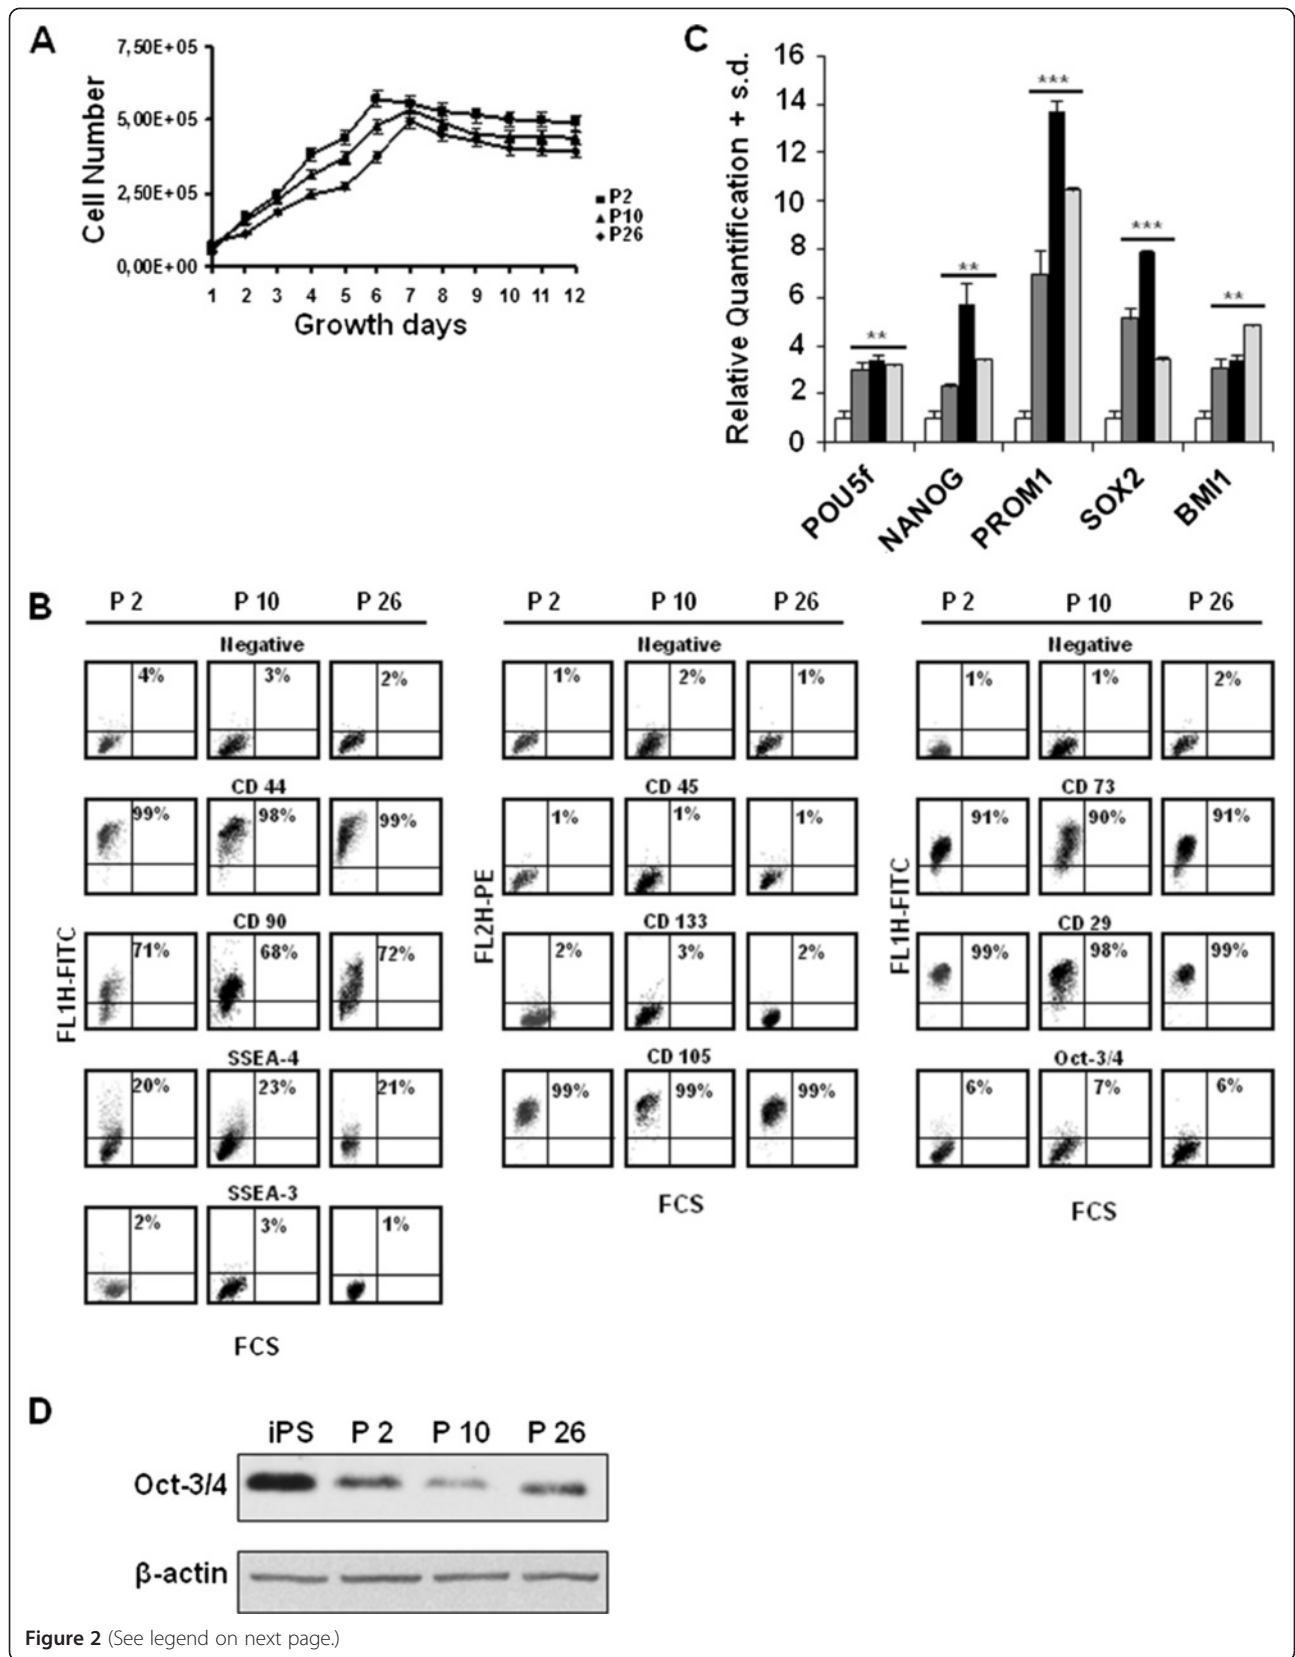 A
7,50E+05
5,00E+05
2,50E+05
0,00E+00
Cell Number
1 2 3 4 5 6 7 8 9 10 11 12
Growth days
P2
P10
P26
C
Relative Quantification + s.d.
16
14
12
10
8
6
4
2
0
**
**
***
***
**
POU5f
NANOG
PROM1
SOX2
BMI1
B
P 2 P 10 P 26
Negative
4% 3% 2%
CD 44
99% 98% 99%
CD 90
71% 68% 72%
SSEA-4
20% 23% 21%
SSEA-3
2% 3% 1%
FL1H-FITC
FCS
P 2 P 10 P 26
Negative
1% 2% 1%
CD 45
1% 1% 1%
CD 133
2% 3% 2%
CD 105
99% 99% 99%
FL2H-PE
FCS
P 2 P 10 P 26
Negative
1% 1% 2%
CD 73
91% 90% 91%
CD 29
99% 98% 99%
Oct-3/4
6% 7% 6%
FL1H-FITC
FCS
D
iPS P 2 P 10 P 26
Oct-3/4
β-actin
Figure 2 (See legend on next page.)